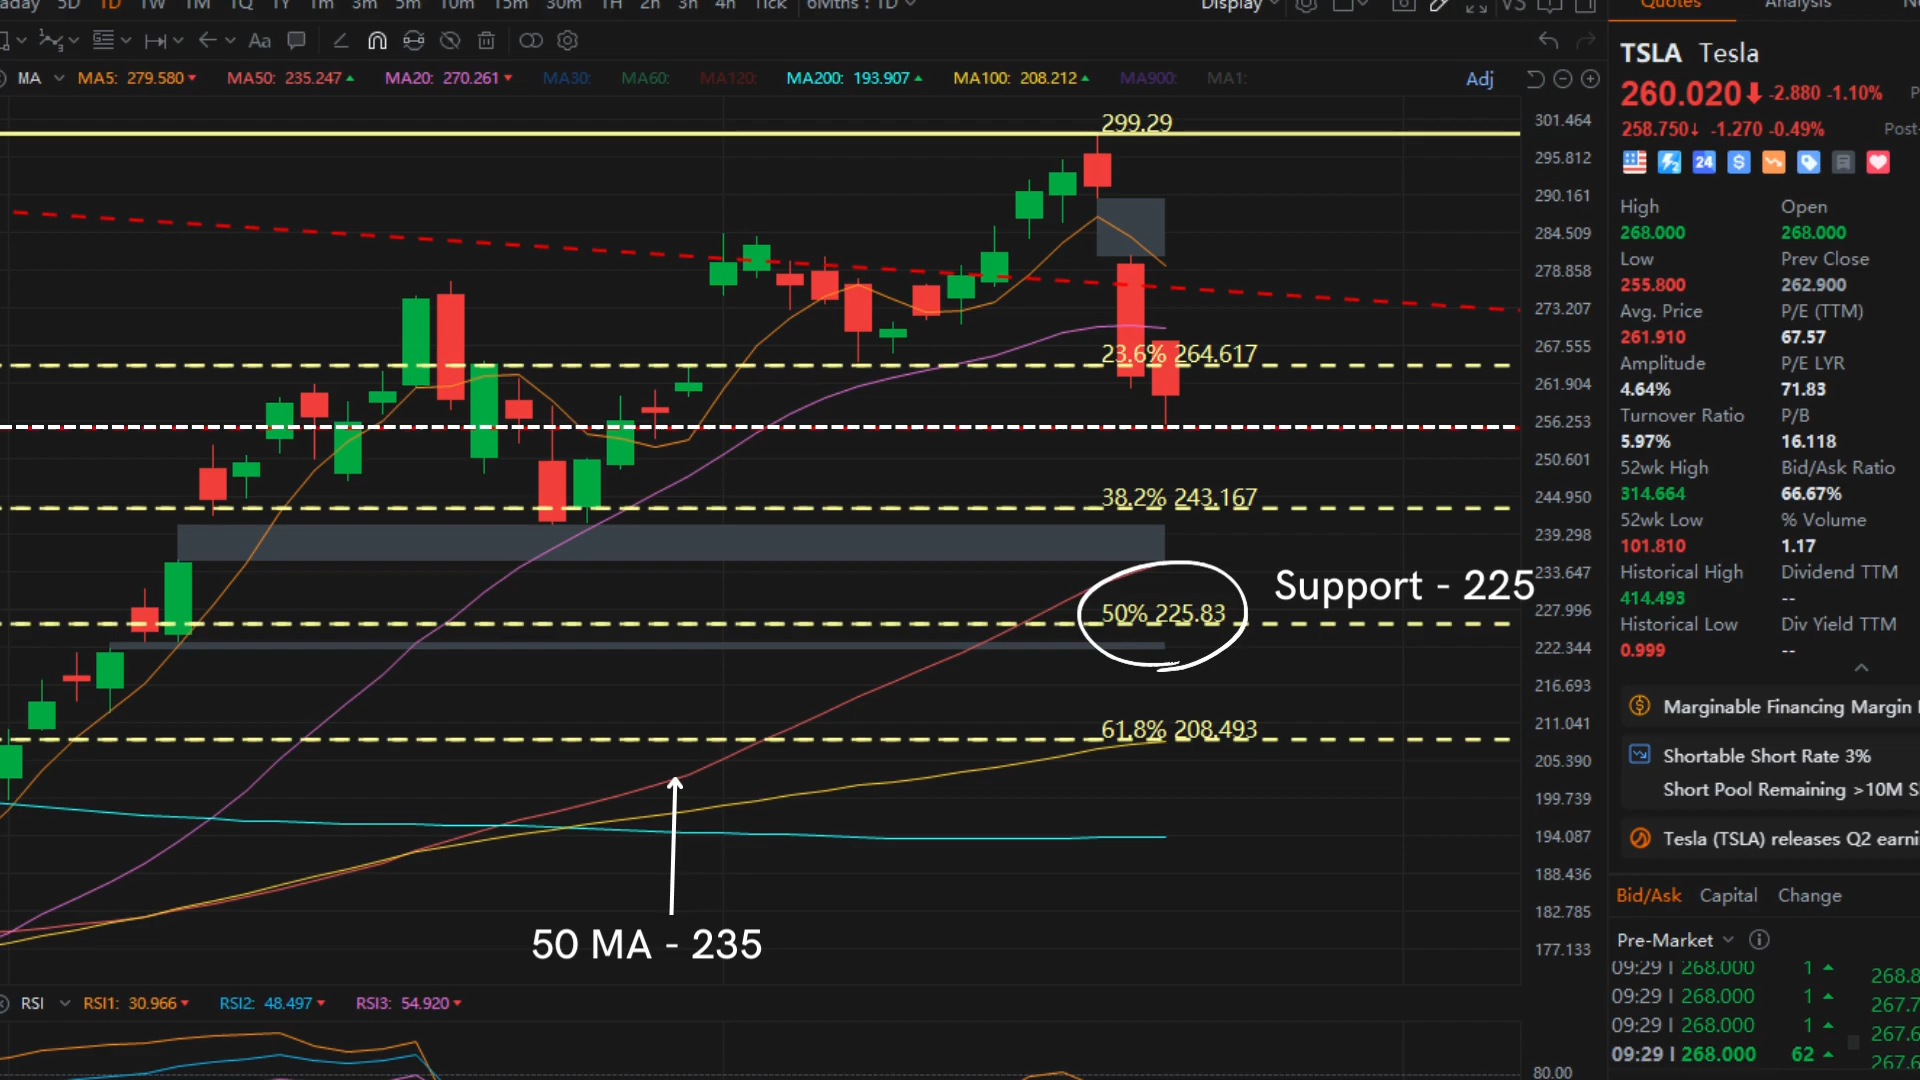 5D 1D 1W 1M 1Q 1Y 1m 3m 5m 10m 15m 30m 1H 2h 3h 4h Tick 6Mths : 1D Display VS Quotes Analysis
Aa
MA MA5: 279.580 MA50: 235.247 MA20: 270.261 MA30: MA60: MA120: MA200: 193.907 MA100: 208.212 MA900: MA1: Adj
TSLA Tesla
260.020 -2.880 -1.10%
258.750↓ -1.270 -0.49% Post-
24
High Open
268.000 268.000
Low Prev Close
255.800 262.900
Avg. Price P/E (TTM)
261.910 67.57
Amplitude P/E LYR
4.64% 71.83
Turnover Ratio P/B
5.97% 16.118
52wk High Bid/Ask Ratio
314.664 66.67%
52wk Low % Volume
101.810 1.17
Historical High Dividend TTM
414.493 --
Historical Low Div Yield TTM
0.999 --
Marginable Financing Margin
Shortable Short Rate 3%
Short Pool Remaining >10M
Tesla (TSLA) releases Q2
Bid/Ask Capital Change
Pre-Market
09:29 268.000 1
09:29 268.000 1
09:29 268.000 1
09:29 268.000 62
299.29
23.6% 264.617
38.2% 243.167
50% 225.83
61.8% 208.493
Support - 225
50 MA - 235
301.464
295.812
290.161
284.509
278.858
273.207
267.555
261.904
256.253
250.601
244.950
239.298
233.647
227.996
222.344
216.693
211.041
205.390
199.739
194.087
188.436
182.785
177.133
RSI RSI1: 30.966 RSI2: 48.497 RSI3: 54.920
80.00